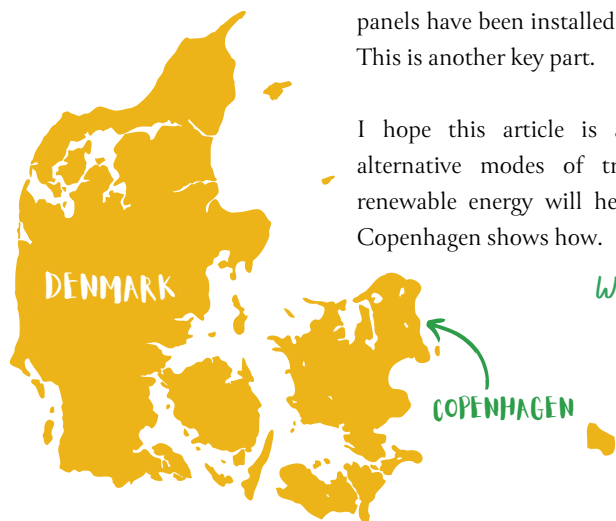 panels have been installed
This is another key part.
I hope this article is
alternative modes of
renewable energy will
Copenhagen shows how.
DENMARK
COPENHAGEN